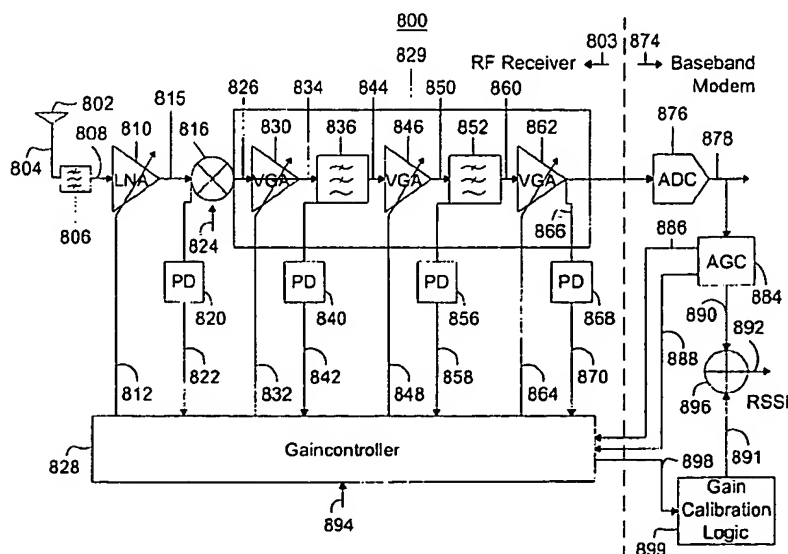 800
829
803
874
RF Receiver
Baseband Modem
802
804
808
810
815
816
826
830
834
836
844
846
850
852
860
862
876
878
LNA
VGA
VGA
VGA
ADC
806
824
866
886
PD
PD
PD
PD
AGC
884
820
840
856
868
890
892
888
812
822
832
842
848
858
864
870
896
RSSI
828
Gaincontroller
898
891
894
Gain
Calibration
Logic
899